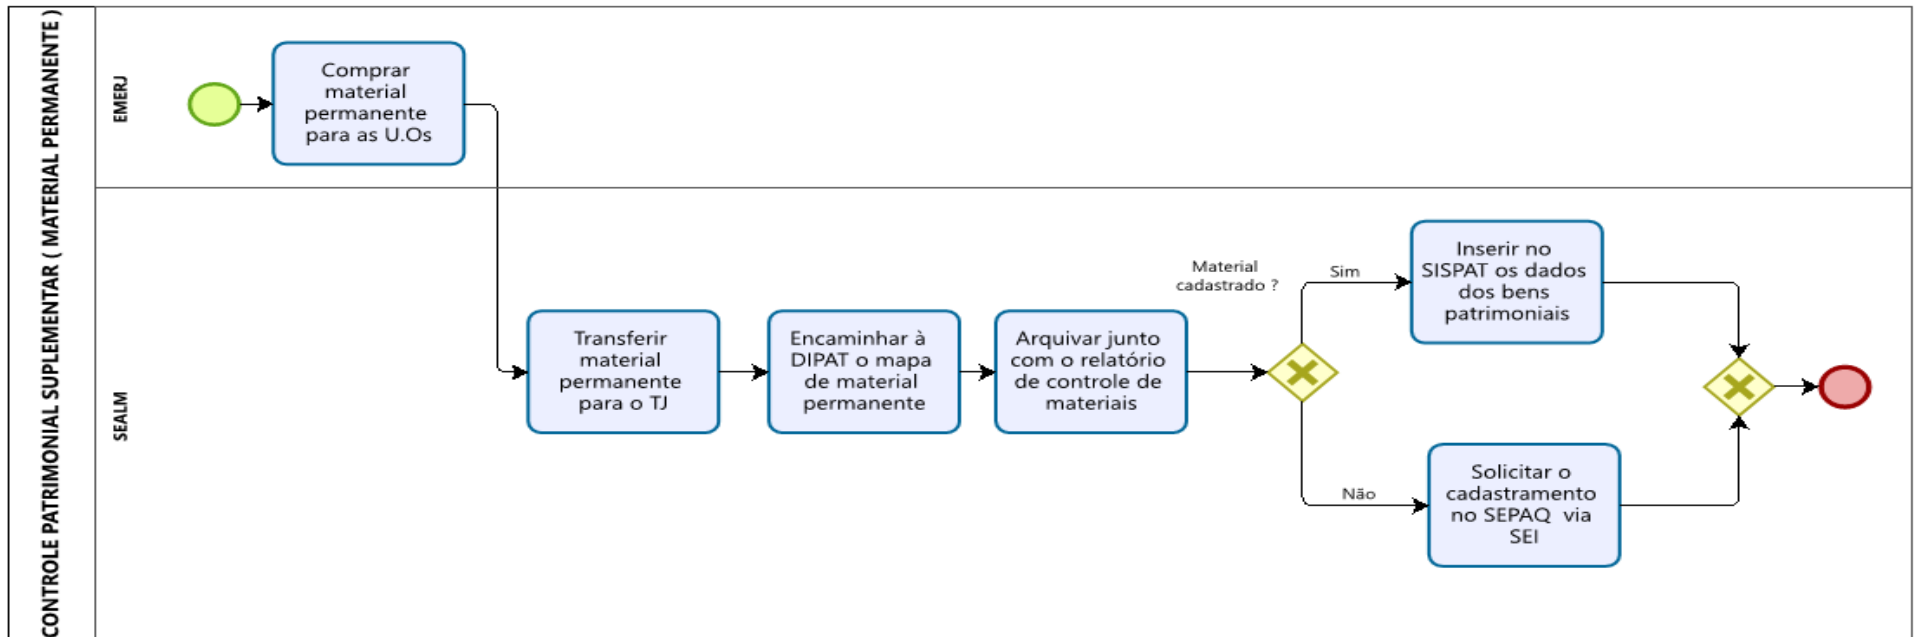 CONTROLE PATRIMONIAL SUPLEMENTAR ( MATERIAL PERMANENTE )
EMERJ
Comprar
material
permanente
para as U.Os
SEALM
Transferir
material
permanente
para o TJ
Encaminhar à
DIPAT o mapa
de material
permanente
Arquivar junto
com o relatório
de controle de
materiais
Material
cadastrado ?
Sim
Inserir no
SISPAT os dados
dos bens
patrimoniais
Não
Solicitar o
cadastramento
no SEPAQ  via
SEI